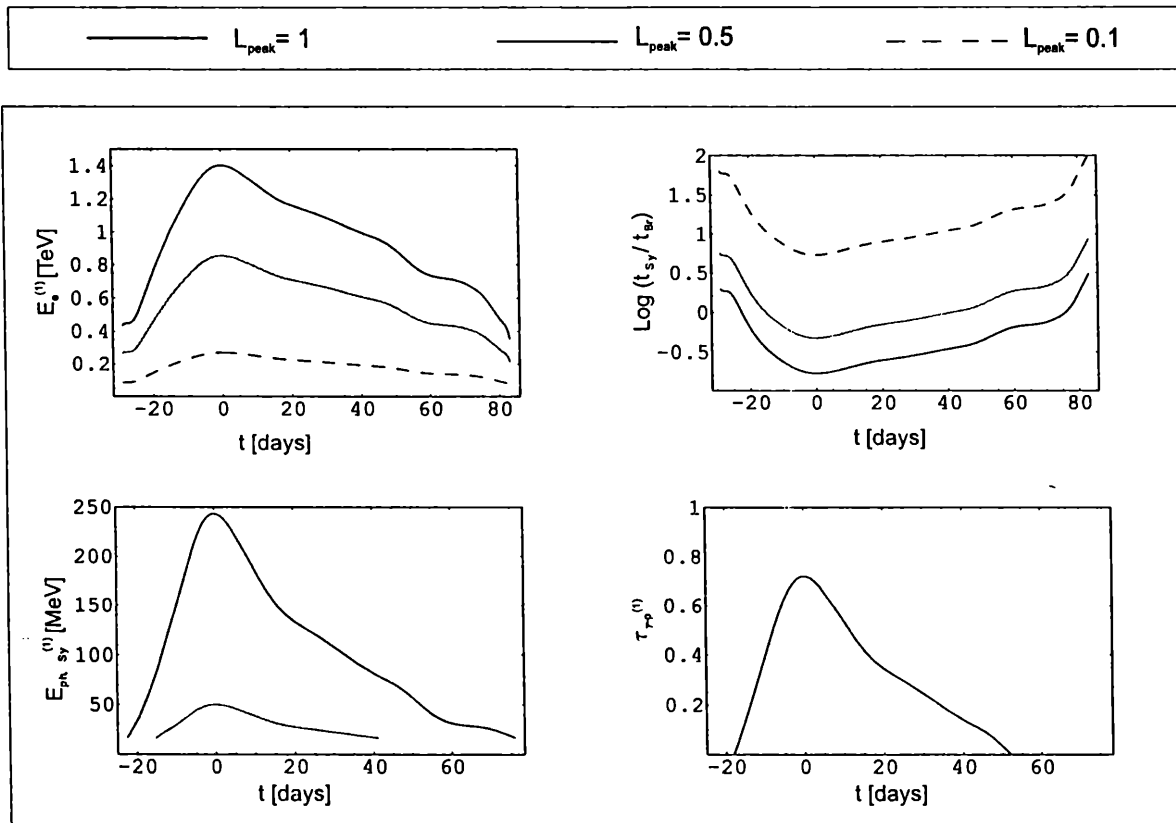 L_peak = 1
L_peak = 0.5
L_peak = 0.1
E_e^(1) [TeV]
1.4
1.2
1
0.8
0.6
0.4
0.2
-20 0 20 40 60 80
t [days]
Log (t_sy / t_Br)
2
1.5
1
0.5
0
-0.5
-20 0 20 40 60 80
t [days]
E_ph, sy^(1) [MeV]
250
200
150
100
50
-20 0 20 40 60
t [days]
τ_γ-p^(1)
1
0.8
0.6
0.4
0.2
-20 0 20 40 60
t [days]